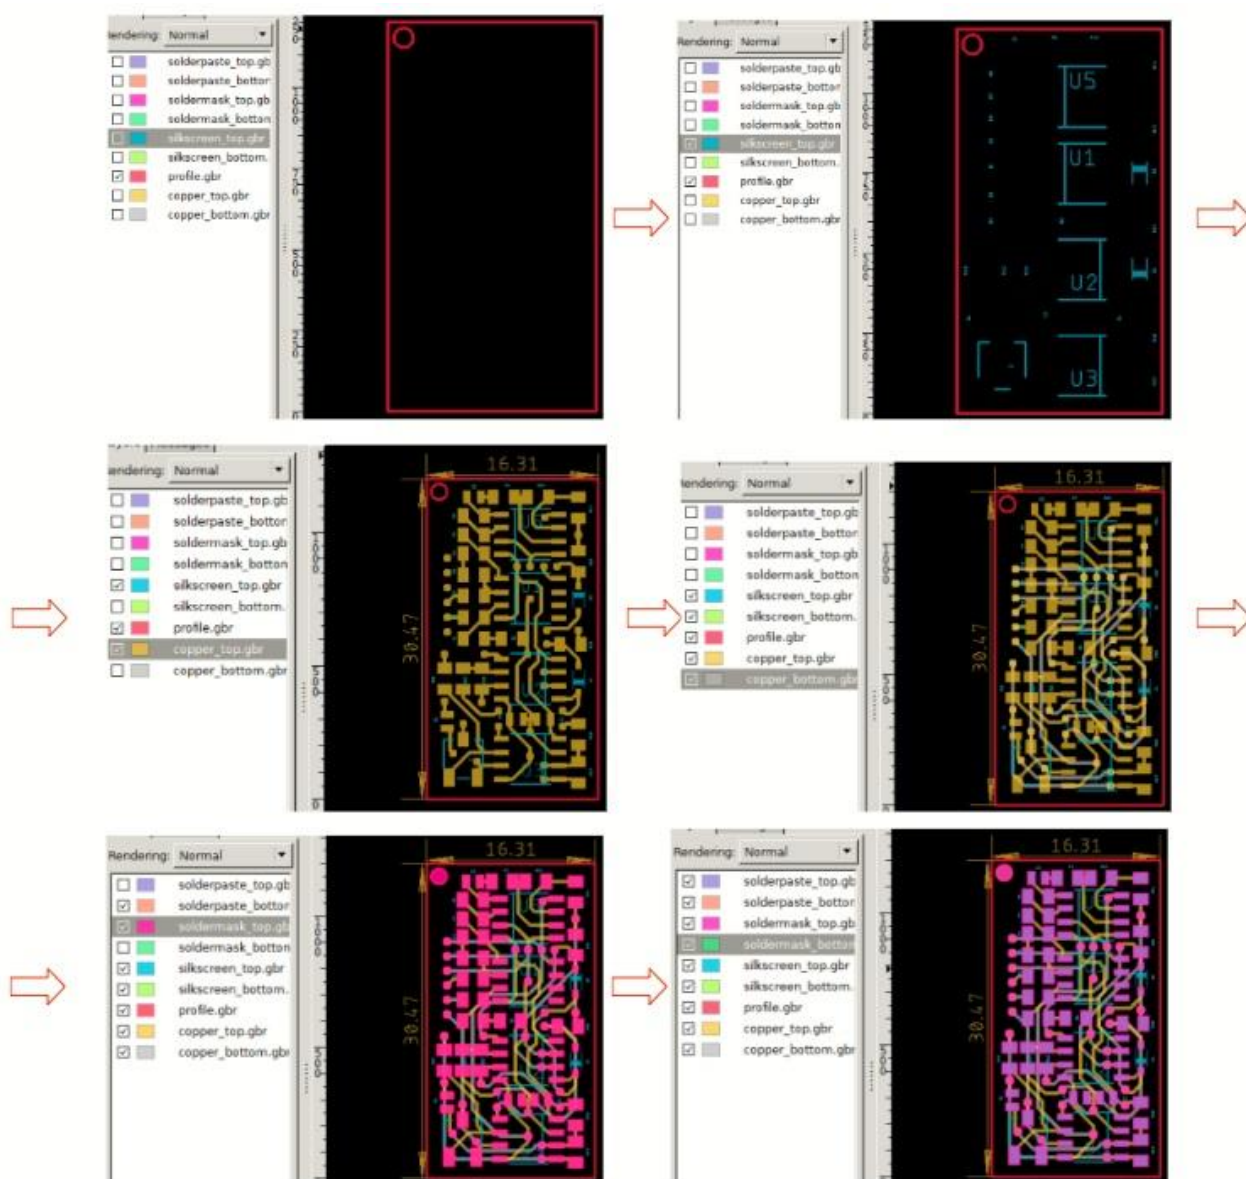 Rendering: Normal
solderpaste_top.gb
solderpaste_bottor
soldermask_top.gb
soldermask_botton
silkscreen_top.gbr
silkscreen_bottom.
profile.gbr
copper_top.gbr
copper_bottom.gbr
Rendering: Normal
solderpaste_top.gb
solderpaste_bottor
soldermask_top.gb
soldermask_botton
silkscreen_top.gbr
silkscreen_bottom.
profile.gbr
copper_top.gbr
copper_bottom.gbr
U5
U1
U2
U3
endering: Normal
solderpaste_top.gb
solderpaste_bottor
soldermask_top.gb
soldermask_botton
silkscreen_top.gbr
silkscreen_bottom.
profile.gbr
copper_top.gbr
copper_bottom.gbr
16.31
30.47
Rendering: Normal
solderpaste_top.gb
solderpaste_bottor
soldermask_top.gb
soldermask_botton
silkscreen_top.gbr
silkscreen_bottom.
profile.gbr
copper_top.gbr
copper_bottom.gbr
16.31
30.47
Rendering: Normal
solderpaste_top.gb
solderpaste_bottor
soldermask_top.gb
soldermask_botton
silkscreen_top.gbr
silkscreen_bottom.
profile.gbr
copper_top.gbr
copper_bottom.gbr
16.31
30.47
Rendering: Normal
solderpaste_top.gb
solderpaste_bottor
soldermask_top.gb
soldermask_bottom
silkscreen_top.gbr
silkscreen_bottom.
profile.gbr
copper_top.gbr
copper_bottom.gbr
16.31
30.47